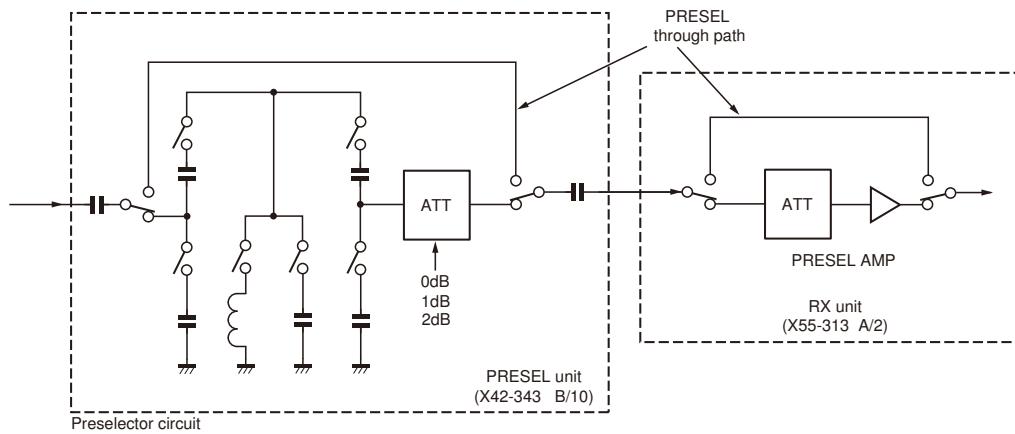 PRESEL
through path
ATT
0dB
1dB
2dB
ATT
PRESEL AMP
RX unit
(X55-313 A/2)
PRESEL unit
(X42-343 B/10)
Preselector circuit